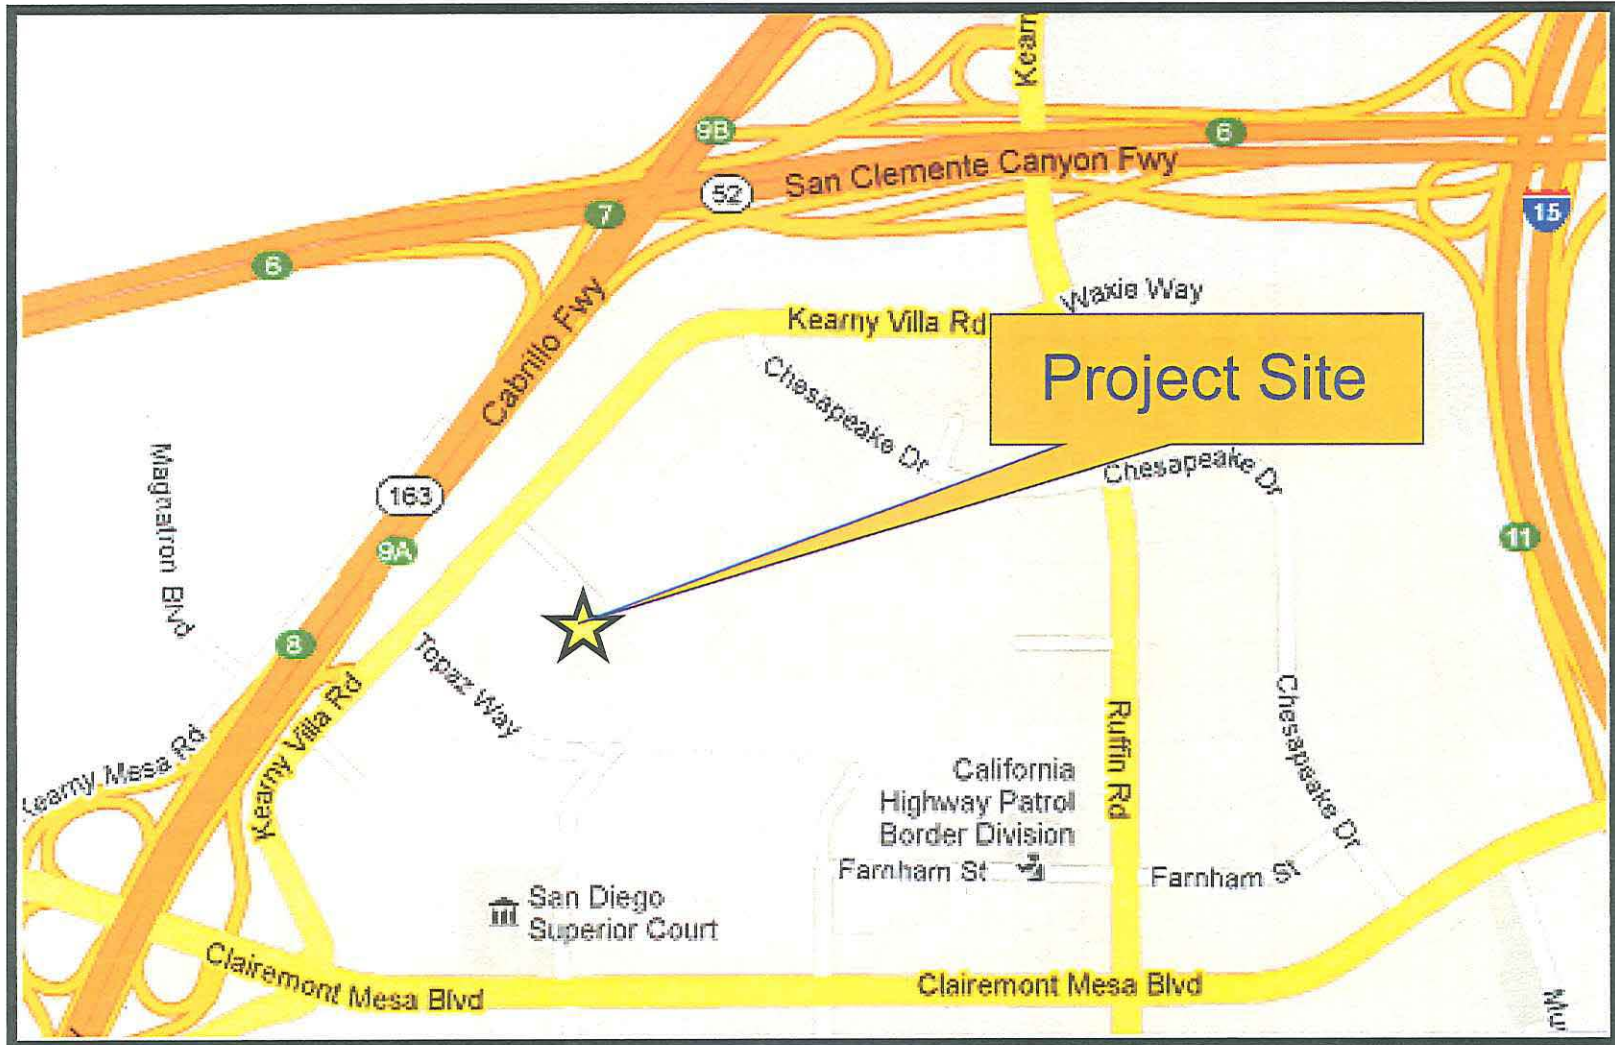 Kearn
9B
6
San Clemente Canyon Fwy
52
7
15
6
Waxie Way
Cabrillo Fwy
Kearny Villa Rd
Project Site
Chesapeake Dr
Chesapeake Dr
Magnatron Blvd
163
9A
11
8
Topaz Way
Kearny Villa Rd
Kearny Mesa Rd
Ruffin Rd
Chesapeake Dr
California
Highway Patrol
Border Division
Farnham St
Farnham St
San Diego
Superior Court
Clairemont Mesa Blvd
Clairemont Mesa Blvd